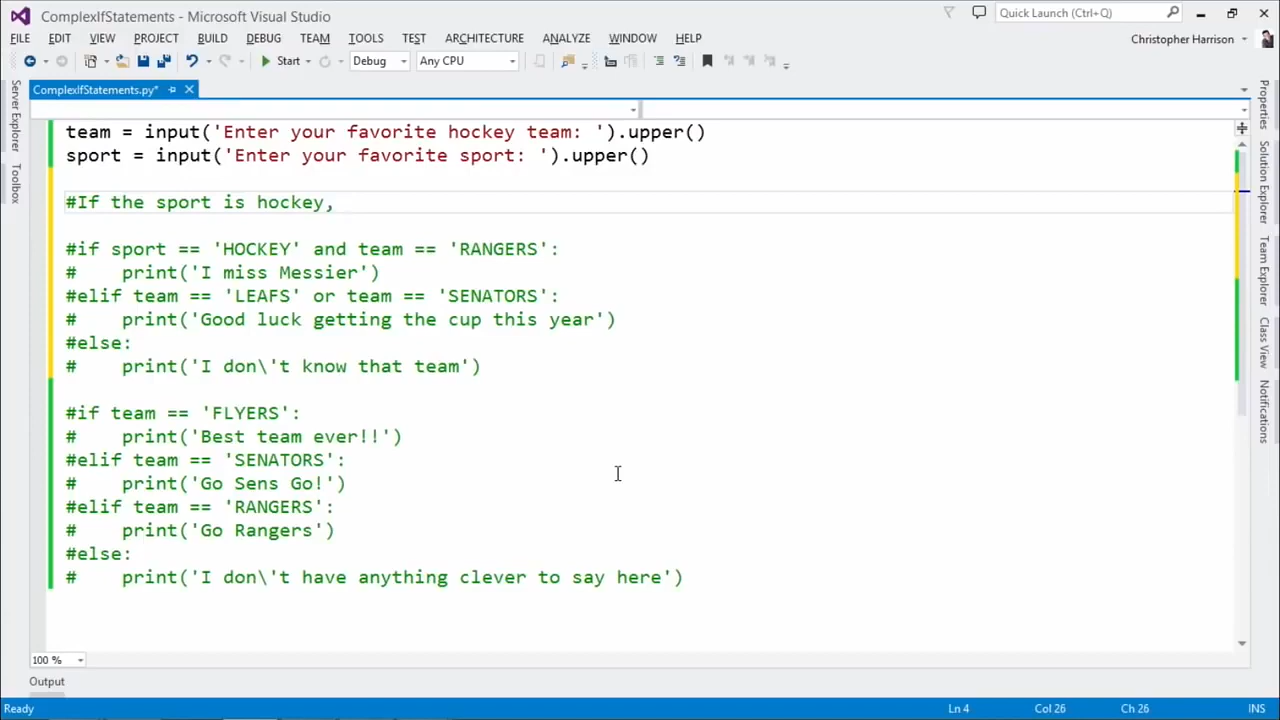 ComplexIfStatements - Microsoft Visual Studio
Quick Launch (Ctrl+Q)
FILE EDIT VIEW PROJECT BUILD DEBUG TEAM TOOLS TEST ARCHITECTURE ANALYZE WINDOW HELP
Christopher Harrison
Start Debug Any CPU
ComplexIfStatements.py*
Server Explorer
Toolbox
team = input('Enter your favorite hockey team: ').upper()
sport = input('Enter your favorite sport: ').upper()
#If the sport is hockey,
#if sport == 'HOCKEY' and team == 'RANGERS':
#    print('I miss Messier')
#elif team == 'LEAFS' or team == 'SENATORS':
#    print('Good luck getting the cup this year')
#else:
#    print('I don\'t know that team')
#if team == 'FLYERS':
#    print('Best team ever!!')
#elif team == 'SENATORS':
#    print('Go Sens Go!')
#elif team == 'RANGERS':
#    print('Go Rangers')
#else:
#    print('I don\'t have anything clever to say here')
Properties
Solution Explorer
Team Explorer
Class View
Notifications
100 %
Output
Ready
Ln 4 Col 26 Ch 26 INS